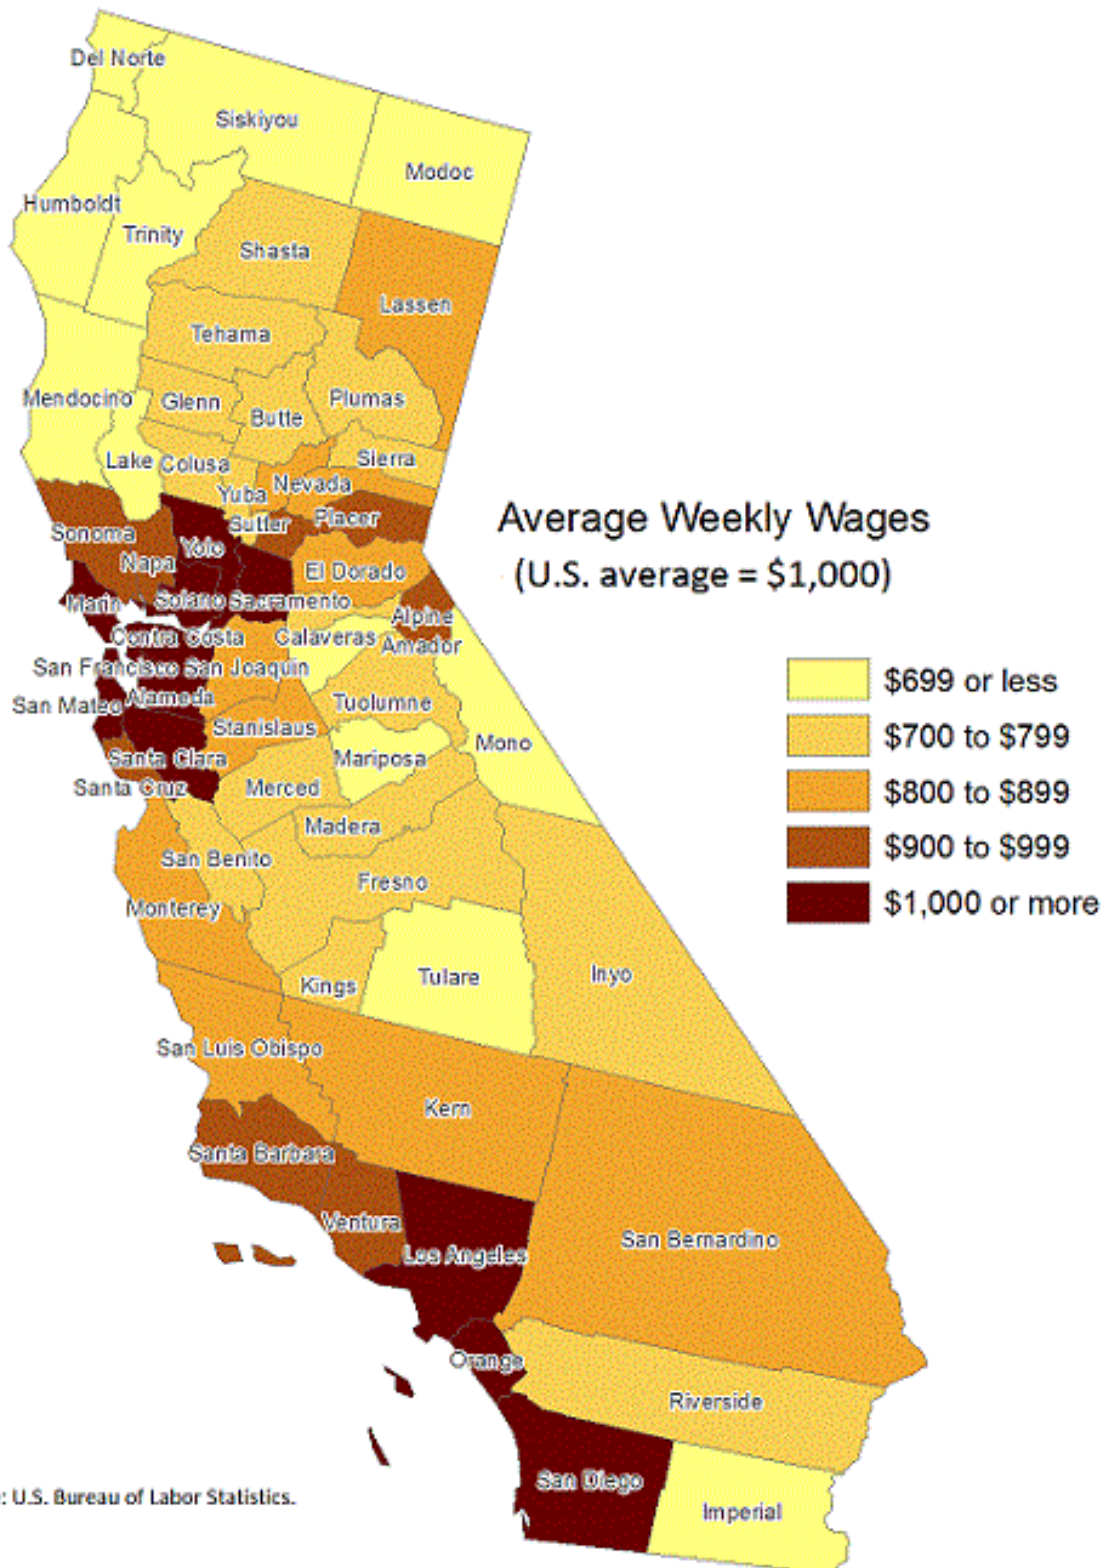 Del Norte
Siskiyou
Modoc
Humboldt
Trinity
Shasta
Lassen
Tehama
Mendocino
Glenn
Butte
Plumas
Lake
Colusa
Sierra
Yuba
Nevada
Sutter
Placer
Sonoma
Napa
Yolo
El Dorado
Marin
Solano
Sacramento
Alpine
Contra Costa
Calaveras
Amador
San Francisco
San Joaquin
San Mateo
Alameda
Tuolumne
Stanislaus
Mono
Santa Clara
Mariposa
Santa Cruz
Merced
Madera
San Benito
Fresno
Monterey
Kings
Tulare
Inyo
San Luis Obispo
Kern
Santa Barbara
Ventura
Los Angeles
San Bernardino
Orange
Riverside
San Diego
Imperial
Average Weekly Wages
(U.S. average = $1,000)
$699 or less
$700 to $799
$800 to $899
$900 to $999
$1,000 or more
: U.S. Bureau of Labor Statistics.